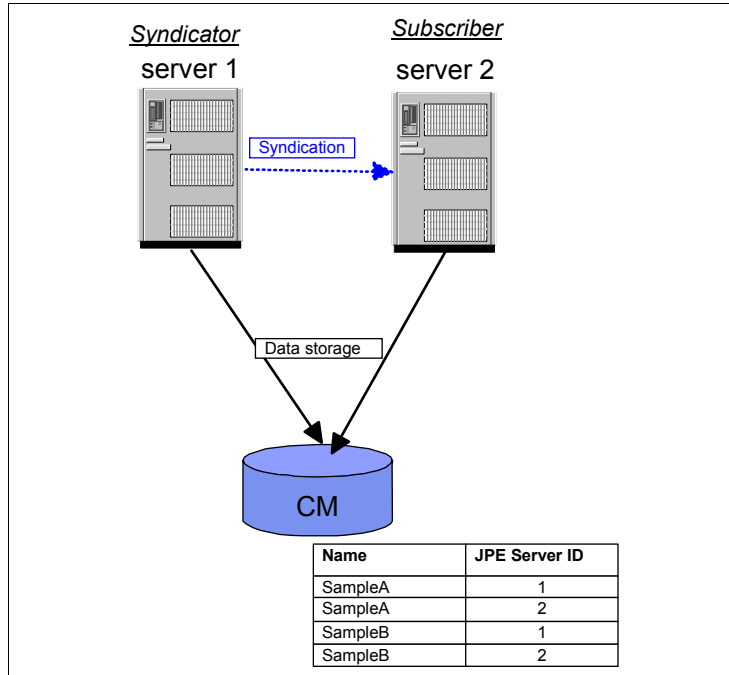 Syndicator
Subscriber
server 1
server 2
Syndication
Data storage
CM
Name JPE Server ID
SampleA 1
SampleA 2
SampleB 1
SampleB 2